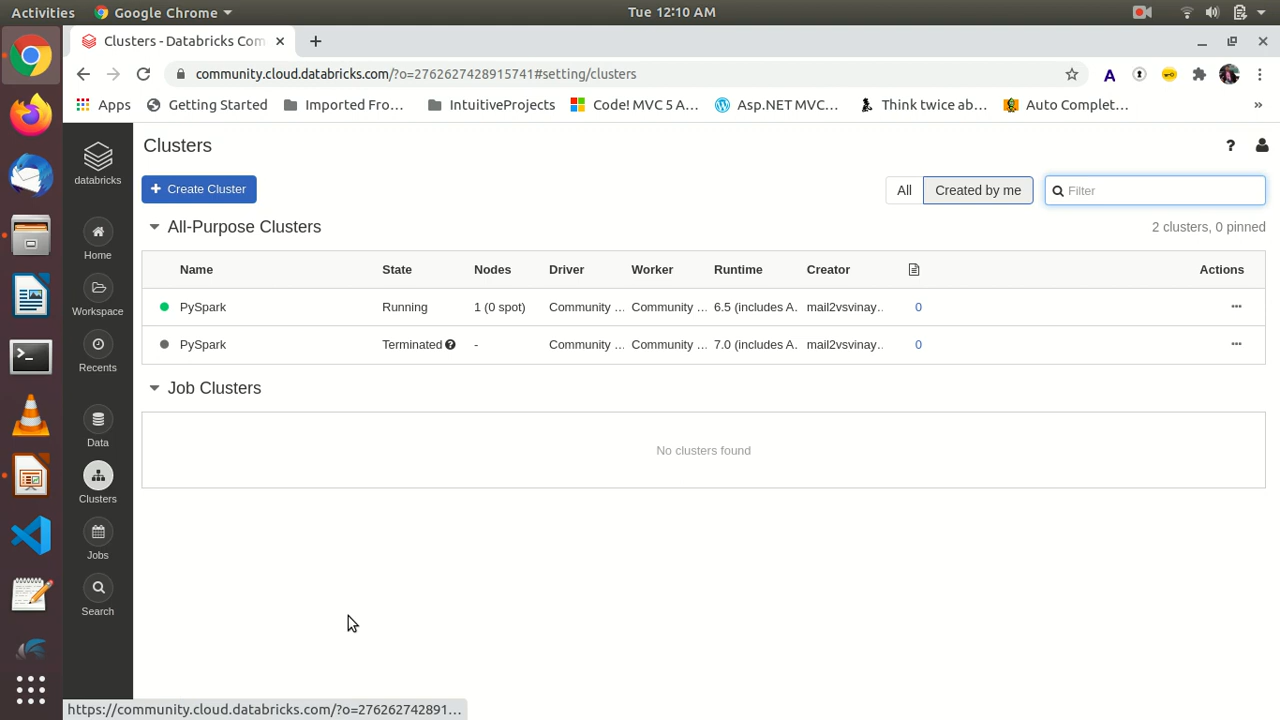 Activities Google Chrome Tue 12:10 AM
Clusters - Databricks Com
community.cloud.databricks.com/?o=2762627428915741#setting/clusters
Apps Getting Started Imported Fro... IntuitiveProjects Code! MVC 5 A... Asp.NET MVC... Think twice ab... Auto Complet... »
databricks
Home
Workspace
Recents
Data
Clusters
Jobs
Search
Clusters
+ Create Cluster All Created by me Filter
All-Purpose Clusters 2 clusters, 0 pinned
Name State Nodes Driver Worker Runtime Creator Actions
PySpark Running 1 (0 spot) Community ... Community ... 6.5 (includes A.. mail2vsvinay.. 0 ...
PySpark Terminated - Community ... Community ... 7.0 (includes A.. mail2vsvinay.. 0 ...
Job Clusters
No clusters found
https://community.cloud.databricks.com/?o=276262742891...